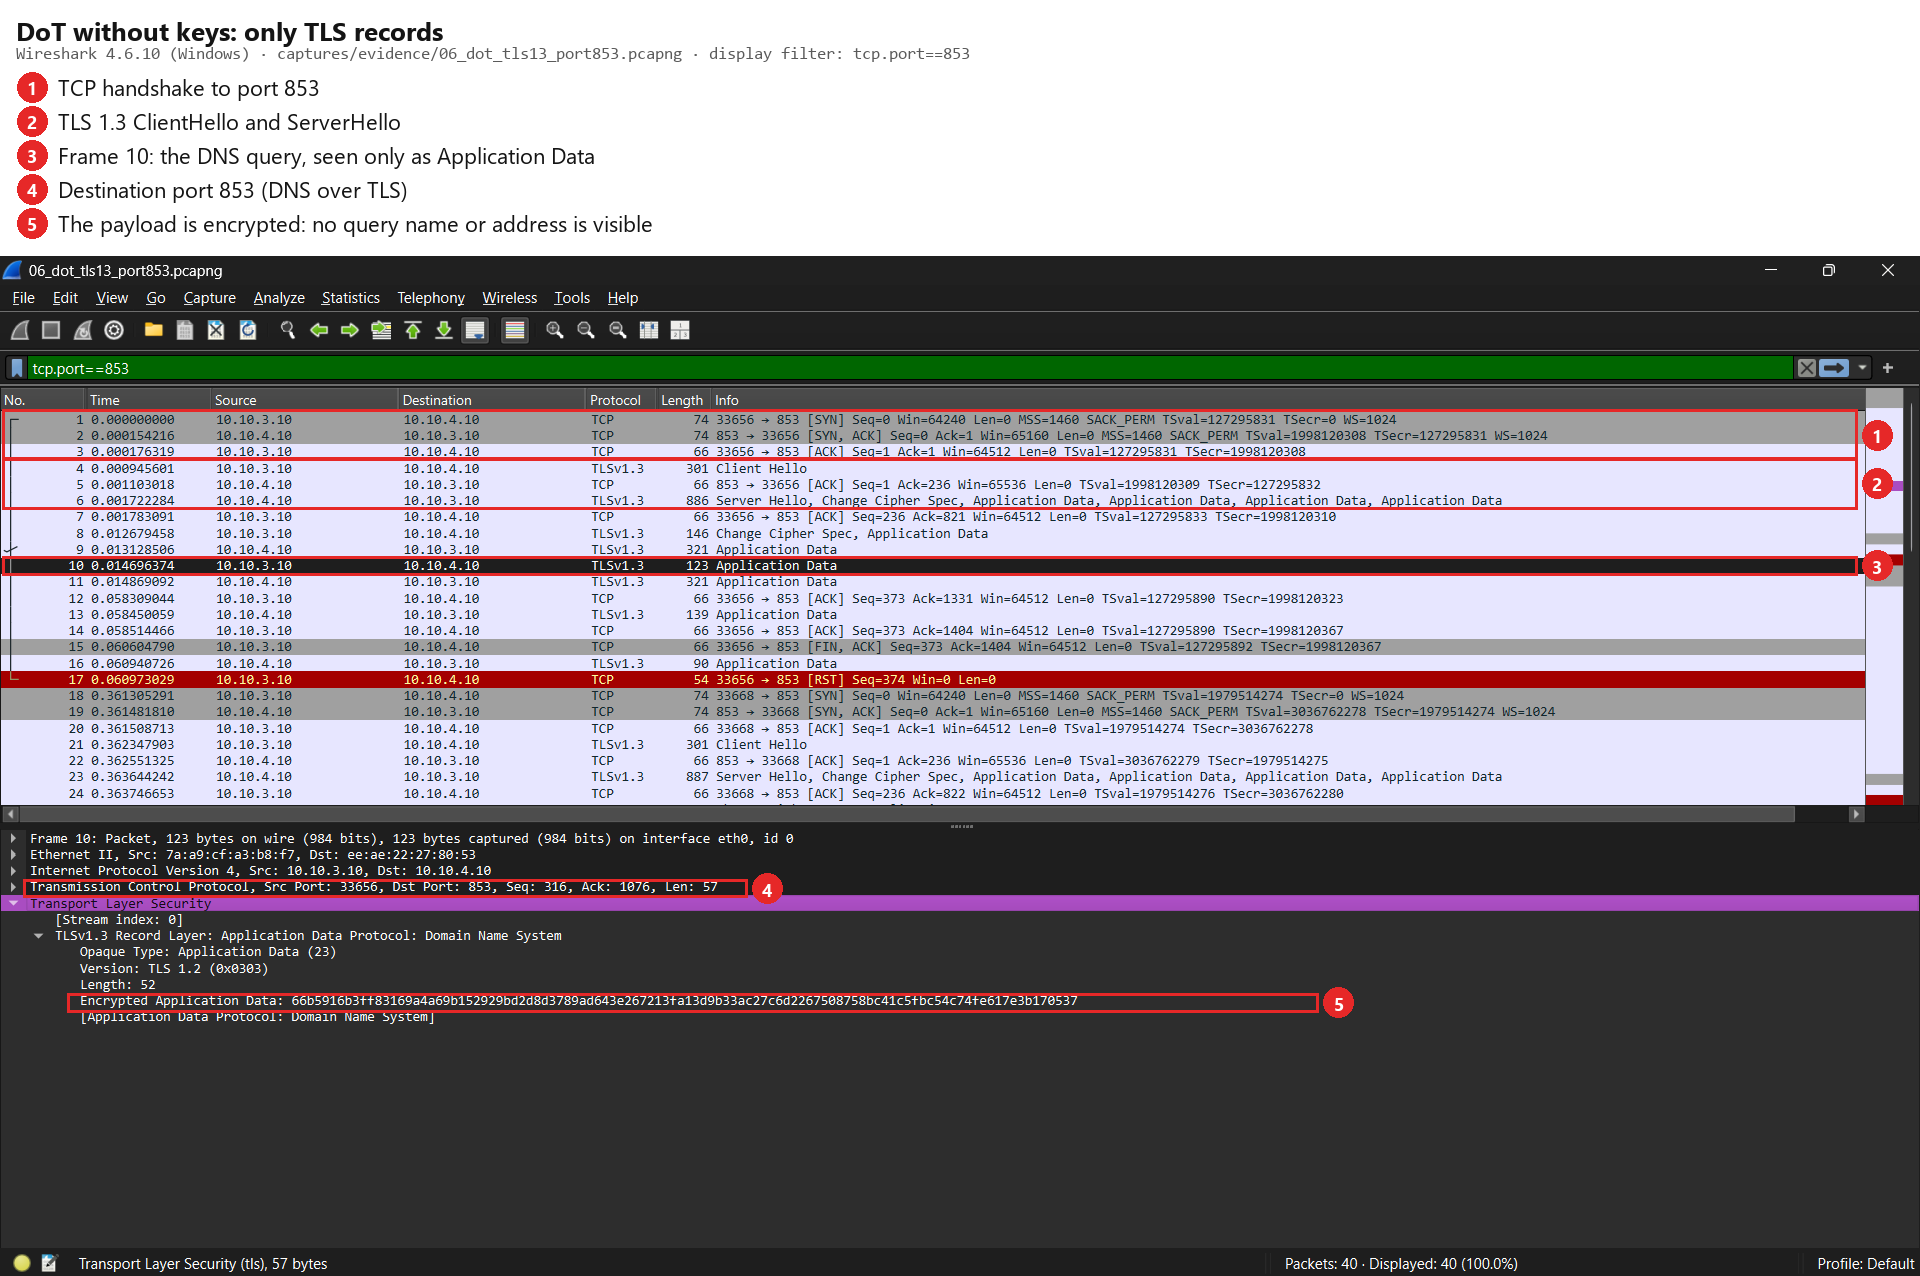 DoT without keys: only TLS records
Wireshark 4.6.10 (Windows) · captures/evidence/06_dot_tls13_port853.pcapng · display filter: tcp.port==853
1 TCP handshake to port 853
2 TLS 1.3 ClientHello and ServerHello
3 Frame 10: the DNS query, seen only as Application Data
4 Destination port 853 (DNS over TLS)
5 The payload is encrypted: no query name or address is visible
06_dot_tls13_port853.pcapng
File Edit View Go Capture Analyze Statistics Telephony Wireless Tools Help
tcp.port==853
No. Time Source Destination Protocol Length Info
1 0.000000000 10.10.3.10 10.10.4.10 TCP 74 33656 → 853 [SYN] Seq=0 Win=64240 Len=0 MSS=1460 SACK_PERM TSval=127295831 TSecr=0 WS=1024
2 0.000154216 10.10.4.10 10.10.3.10 TCP 74 853 → 33656 [SYN, ACK] Seq=0 Ack=1 Win=65160 Len=0 MSS=1460 SACK_PERM TSval=1998120308 TSecr=127295831 WS=1024
1
3 0.000176319 10.10.3.10 10.10.4.10 TCP 66 33656 → 853 [ACK] Seq=1 Ack=1 Win=64512 Len=0 TSval=127295831 TSecr=1998120308
4 0.000945601 10.10.3.10 10.10.4.10 TLSv1.3 301 Client Hello
5 0.001103018 10.10.4.10 10.10.3.10 TCP 66 853 → 33656 [ACK] Seq=1 Ack=236 Win=65536 Len=0 TSval=1998120309 TSecr=127295832
2
6 0.001722284 10.10.4.10 10.10.3.10 TLSv1.3 886 Server Hello, Change Cipher Spec, Application Data, Application Data, Application Data, Application Data
7 0.001783091 10.10.3.10 10.10.4.10 TCP 66 33656 → 853 [ACK] Seq=236 Ack=821 Win=64512 Len=0 TSval=127295833 TSecr=1998120310
8 0.012679458 10.10.3.10 10.10.4.10 TLSv1.3 146 Change Cipher Spec, Application Data
9 0.013128506 10.10.4.10 10.10.3.10 TLSv1.3 321 Application Data
10 0.014696374 10.10.3.10 10.10.4.10 TLSv1.3 123 Application Data
3
11 0.014869092 10.10.4.10 10.10.3.10 TLSv1.3 321 Application Data
12 0.058309044 10.10.3.10 10.10.4.10 TCP 66 33656 → 853 [ACK] Seq=373 Ack=1331 Win=64512 Len=0 TSval=127295890 TSecr=1998120323
13 0.058450059 10.10.4.10 10.10.3.10 TLSv1.3 139 Application Data
14 0.058514466 10.10.3.10 10.10.4.10 TCP 66 33656 → 853 [ACK] Seq=373 Ack=1404 Win=64512 Len=0 TSval=127295890 TSecr=1998120367
15 0.060604790 10.10.3.10 10.10.4.10 TCP 66 33656 → 853 [FIN, ACK] Seq=373 Ack=1404 Win=64512 Len=0 TSval=127295892 TSecr=1998120367
16 0.060940726 10.10.4.10 10.10.3.10 TLSv1.3 90 Application Data
17 0.060973029 10.10.3.10 10.10.4.10 TCP 54 33656 → 853 [RST] Seq=374 Win=0 Len=0
18 0.361305291 10.10.3.10 10.10.4.10 TCP 74 33668 → 853 [SYN] Seq=0 Win=64240 Len=0 MSS=1460 SACK_PERM TSval=1979514274 TSecr=0 WS=1024
19 0.361481810 10.10.4.10 10.10.3.10 TCP 74 853 → 33668 [SYN, ACK] Seq=0 Ack=1 Win=65160 Len=0 MSS=1460 SACK_PERM TSval=3036762278 TSecr=1979514274 WS=1024
20 0.361508713 10.10.3.10 10.10.4.10 TCP 66 33668 → 853 [ACK] Seq=1 Ack=1 Win=64512 Len=0 TSval=1979514274 TSecr=3036762278
21 0.362347903 10.10.3.10 10.10.4.10 TLSv1.3 301 Client Hello
22 0.362551325 10.10.4.10 10.10.3.10 TCP 66 853 → 33668 [ACK] Seq=1 Ack=236 Win=65536 Len=0 TSval=3036762279 TSecr=1979514275
23 0.363644242 10.10.4.10 10.10.3.10 TLSv1.3 887 Server Hello, Change Cipher Spec, Application Data, Application Data, Application Data, Application Data
24 0.363746653 10.10.3.10 10.10.4.10 TCP 66 33668 → 853 [ACK] Seq=236 Ack=822 Win=64512 Len=0 TSval=1979514276 TSecr=3036762280
Frame 10: Packet, 123 bytes on wire (984 bits), 123 bytes captured (984 bits) on interface eth0, id 0
Ethernet II, Src: 7a:a9:cf:a3:b8:f7, Dst: ee:ae:22:27:80:53
Internet Protocol Version 4, Src: 10.10.3.10, Dst: 10.10.4.10
Transmission Control Protocol, Src Port: 33656, Dst Port: 853, Seq: 316, Ack: 1076, Len: 57
4
Transport Layer Security
[Stream index: 0]
TLSv1.3 Record Layer: Application Data Protocol: Domain Name System
Opaque Type: Application Data (23)
Version: TLS 1.2 (0x0303)
Length: 52
Encrypted Application Data: 66b5916b3ff83169a4a69b152929bd2d8d3789ad643e267213fa13d9b33ac27c6d2267508758bc41c5fbc54c74fe617e3b170537
5
[Application Data Protocol: Domain Name System]
Transport Layer Security (tls), 57 bytes
Packets: 40 · Displayed: 40 (100.0%)
Profile: Default